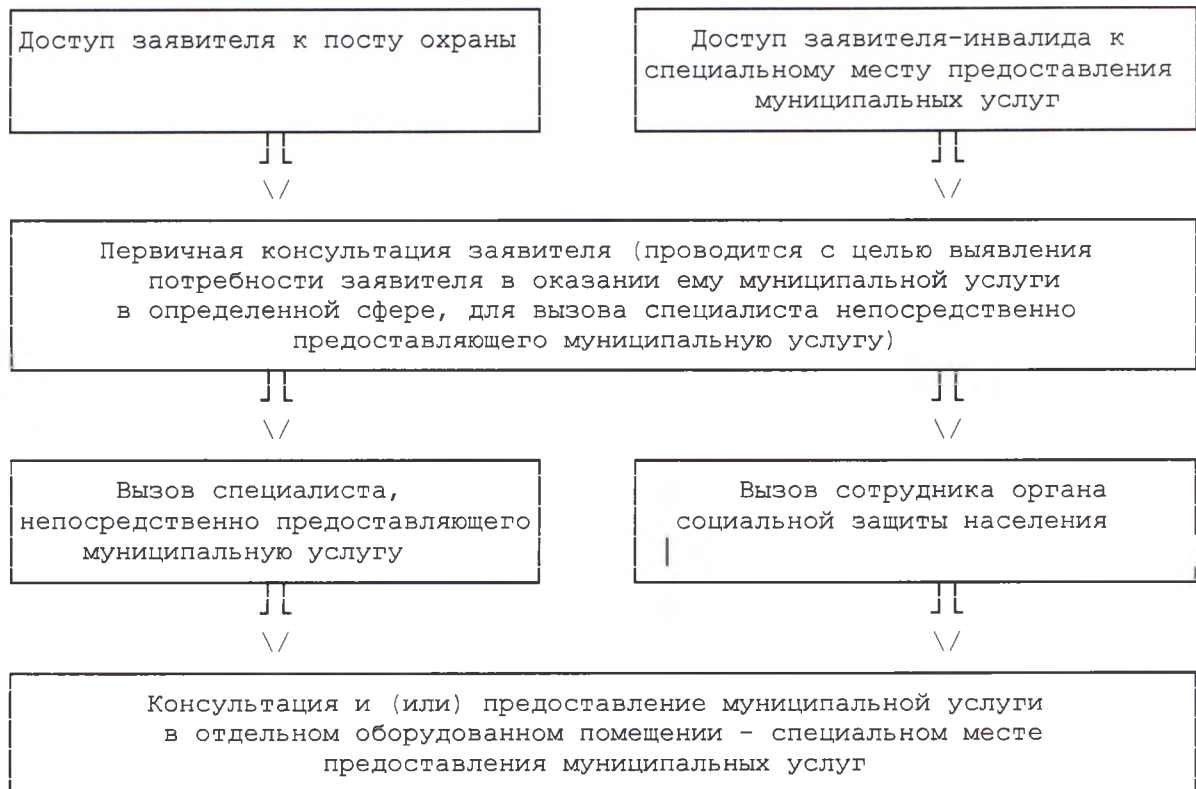 Доступ заявителя к посту охраны
Доступ заявителя-инвалида к
специальному месту предоставления
муниципальных услуг
Первичная консультация заявителя (проводится с целью выявления
потребности заявителя в оказании ему муниципальной услуги
в определенной сфере, для вызова специалиста непосредственно
предоставляющего муниципальную услугу)
Вызов специалиста,
непосредственно предоставляющего
муниципальную услугу
Вызов сотрудника органа
социальной защиты населения
Консультация и (или) предоставление муниципальной услуги
в отдельном оборудованном помещении – специальном месте
предоставления муниципальных услуг